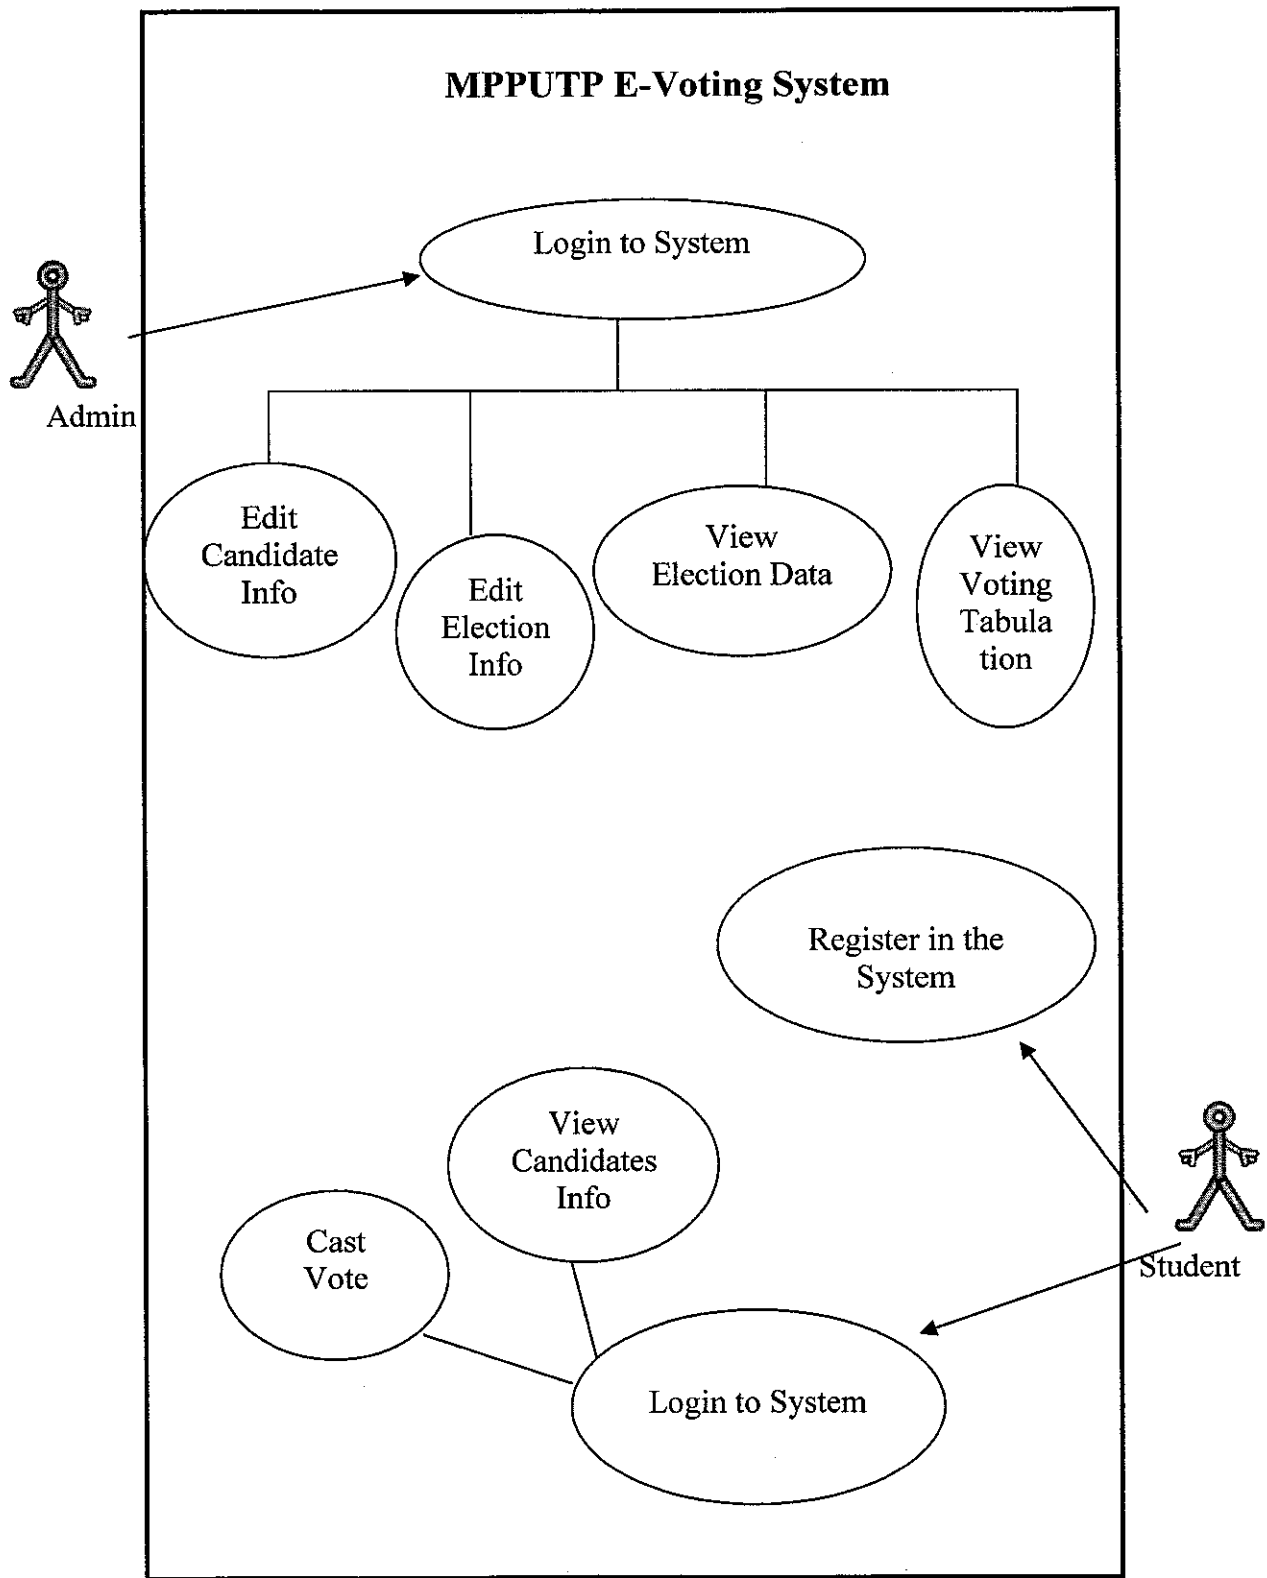 MPPUTP E-Voting System
Login to System
Admin
Edit
Candidate
Info
Edit
Election
Info
View
Election Data
View
Voting
Tabula
tion
Register in the
System
View
Candidates
Info
Cast
Vote
Student
Login to System